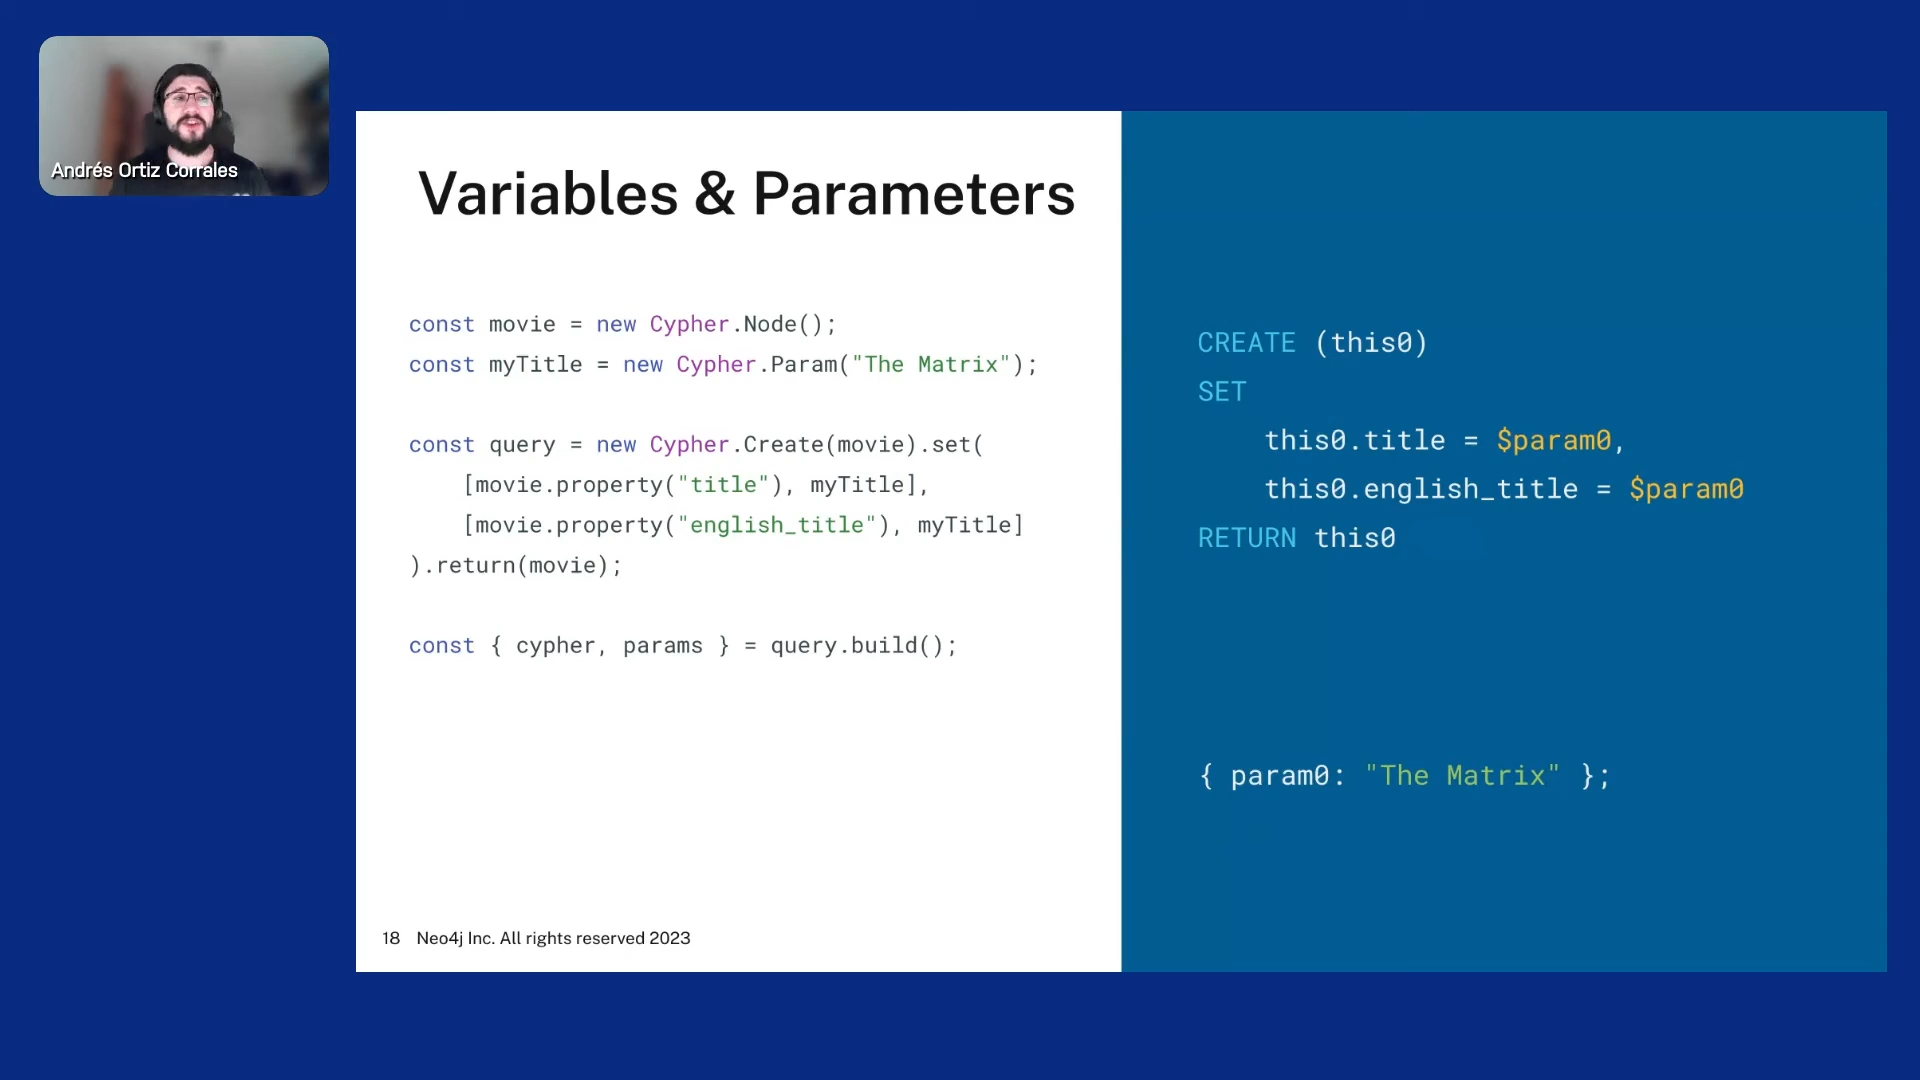 Andrés Ortiz Corrales
Variables & Parameters
const movie = new Cypher.Node();
const myTitle = new Cypher.Param("The Matrix");
const query = new Cypher.Create(movie).set(
[movie.property("title"), myTitle],
[movie.property("english_title"), myTitle]
).return(movie);
const { cypher, params } = query.build();
CREATE (this0)
SET
this0.title = $param0,
this0.english_title = $param0
RETURN this0
{ param0: "The Matrix" };
18 Neo4j Inc. All rights reserved 2023